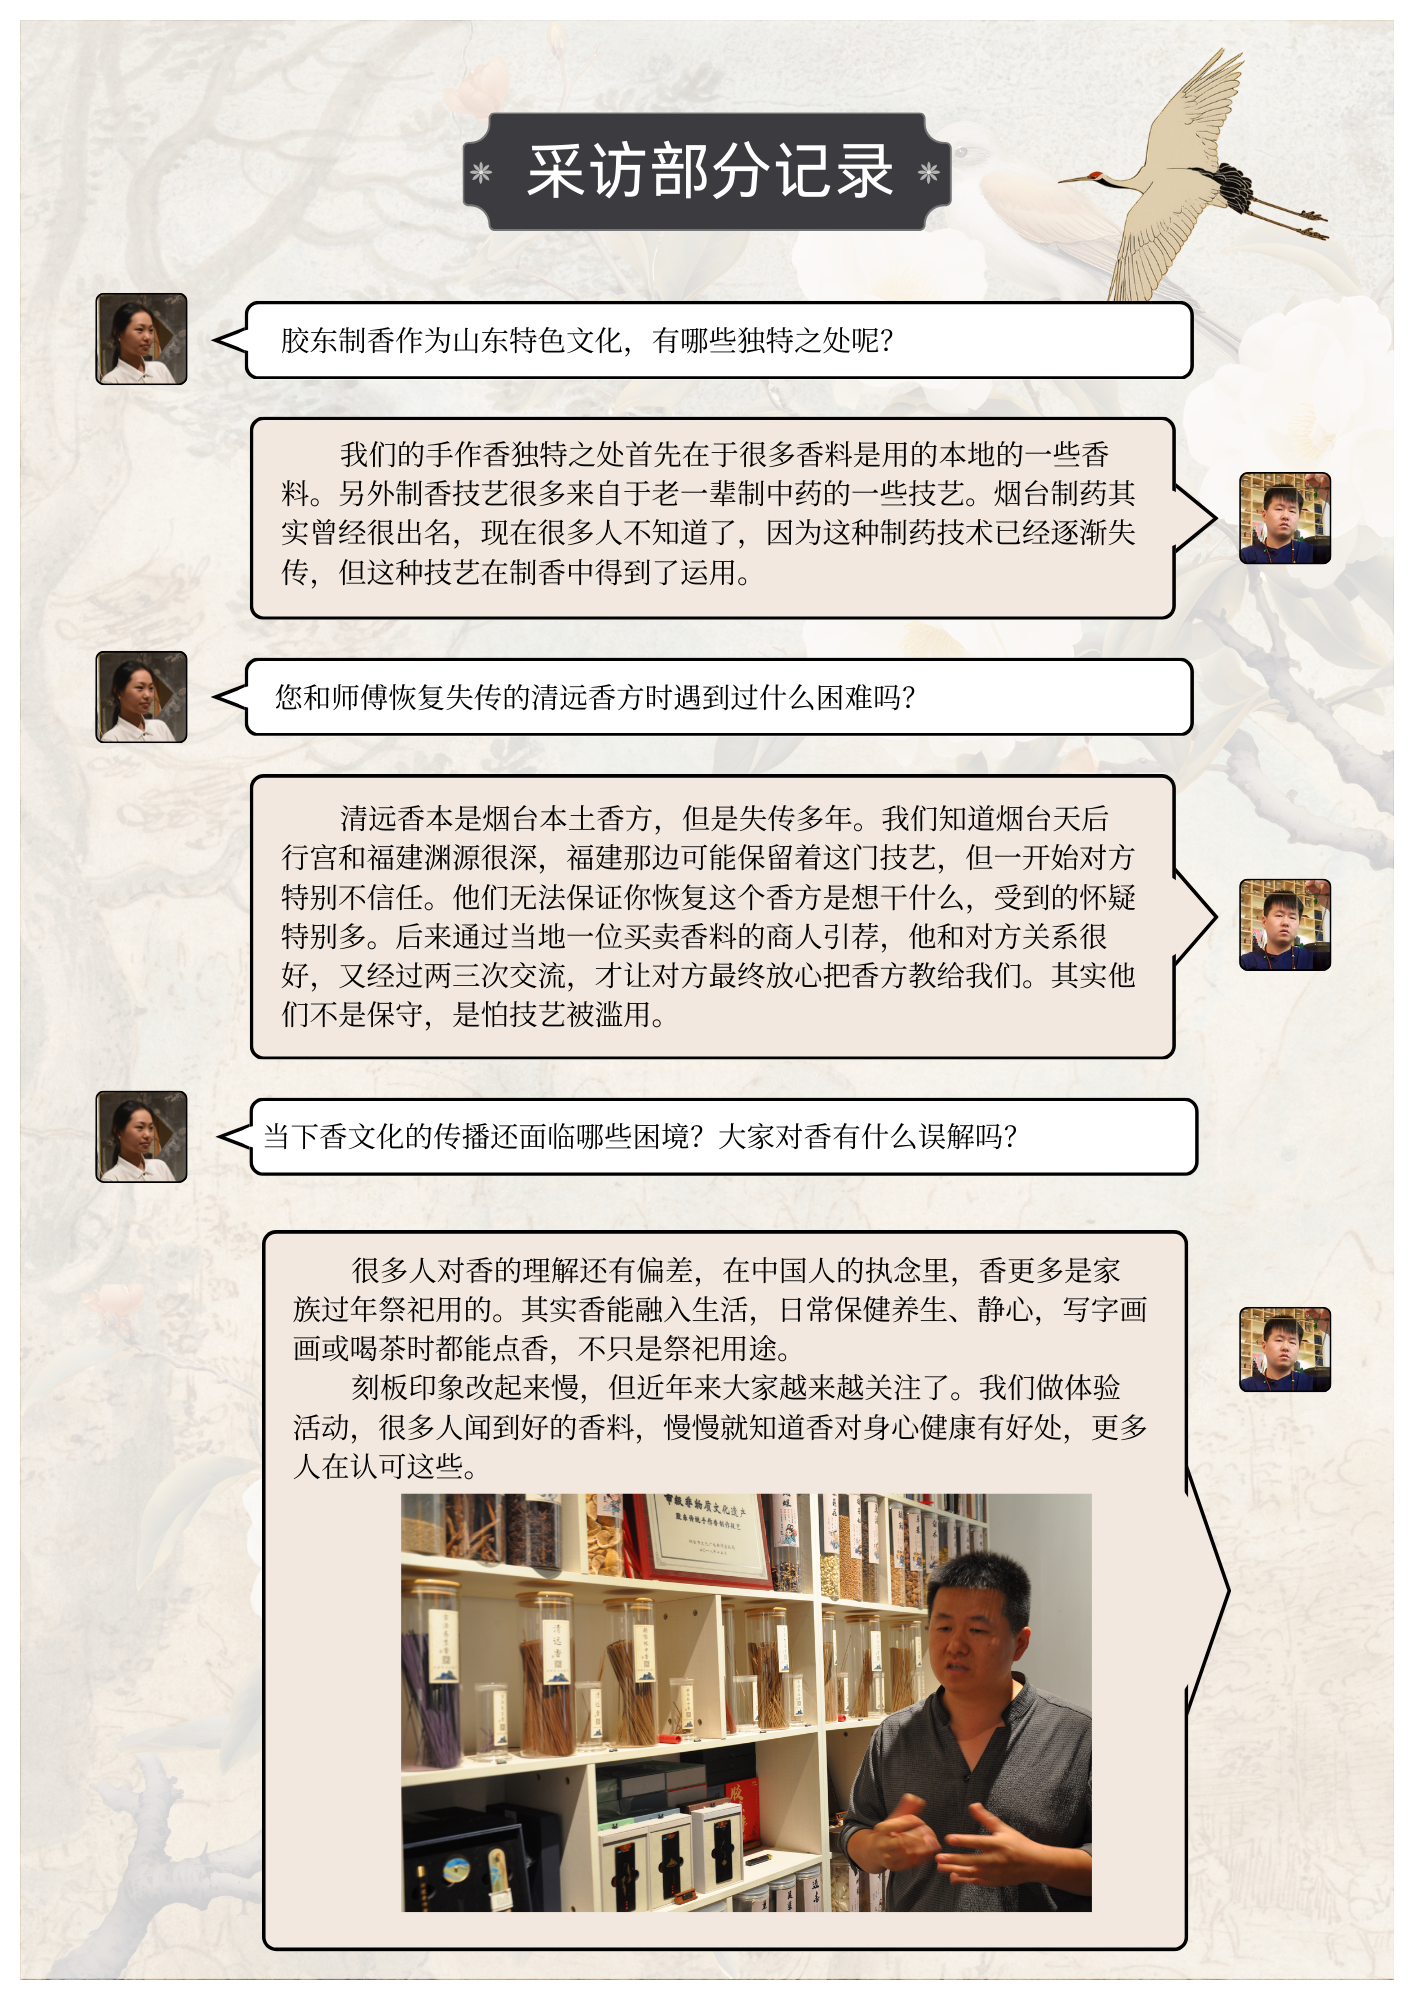 采访部分记录
胶东制香作为山东特色文化，有哪些独特之处呢？
我们的手作香独特之处首先在于很多香料是用的本地的一些香
料。另外制香技艺很多来自于老一辈制中药的一些技艺。烟台制药其
实曾经很出名，现在很多人不知道了，因为这种制药技术已经逐渐失
传，但这种技艺在制香中得到了运用。
您和师傅恢复失传的清远香方时遇到过什么困难吗？
清远香本是烟台本土香方，但是失传多年。我们知道烟台天后
行宫和福建渊源很深，福建那边可能保留着这门技艺，但一开始对方
特别不信任。他们无法保证你恢复这个香方是想干什么，受到的怀疑
特别多。后来通过当地一位买卖香料的商人引荐，他和对方关系很
好，又经过两三次交流，才让对方最终放心把香方教给我们。其实他
们不是保守，是怕技艺被滥用。
当下香文化的传播还面临哪些困境？大家对香有什么误解吗？
很多人对香的理解还有偏差，在中国人的执念里，香更多是家
族过年祭祀用的。其实香能融入生活，日常保健养生、静心，写字画
画或喝茶时都能点香，不只是祭祀用途。
刻板印象改起来慢，但近年来大家越来越关注了。我们做体验
活动，很多人闻到好的香料，慢慢就知道香对身心健康有好处，更多
人在认可这些。
市级非物质文化遗产
胶东传统手作香制作技艺
清远香